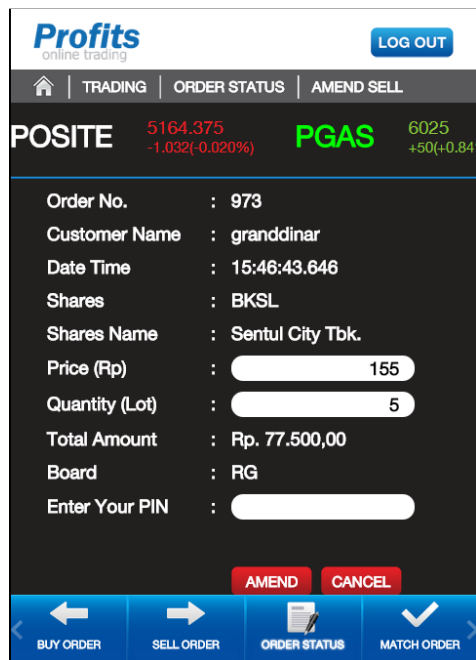 Profits
online trading
LOG OUT
TRADING | ORDER STATUS | AMEND SELL
POSITE 5164.375 PGAS 6025
-1.032(-0.020%) +50(+0.84
Order No. : 973
Customer Name : granddinar
Date Time : 15:46:43.646
Shares : BKSL
Shares Name : Sentul City Tbk.
Price (Rp) : 155
Quantity (Lot) : 5
Total Amount : Rp. 77.500,00
Board : RG
Enter Your PIN :
AMEND CANCEL
BUY ORDER SELL ORDER ORDER STATUS MATCH ORDER